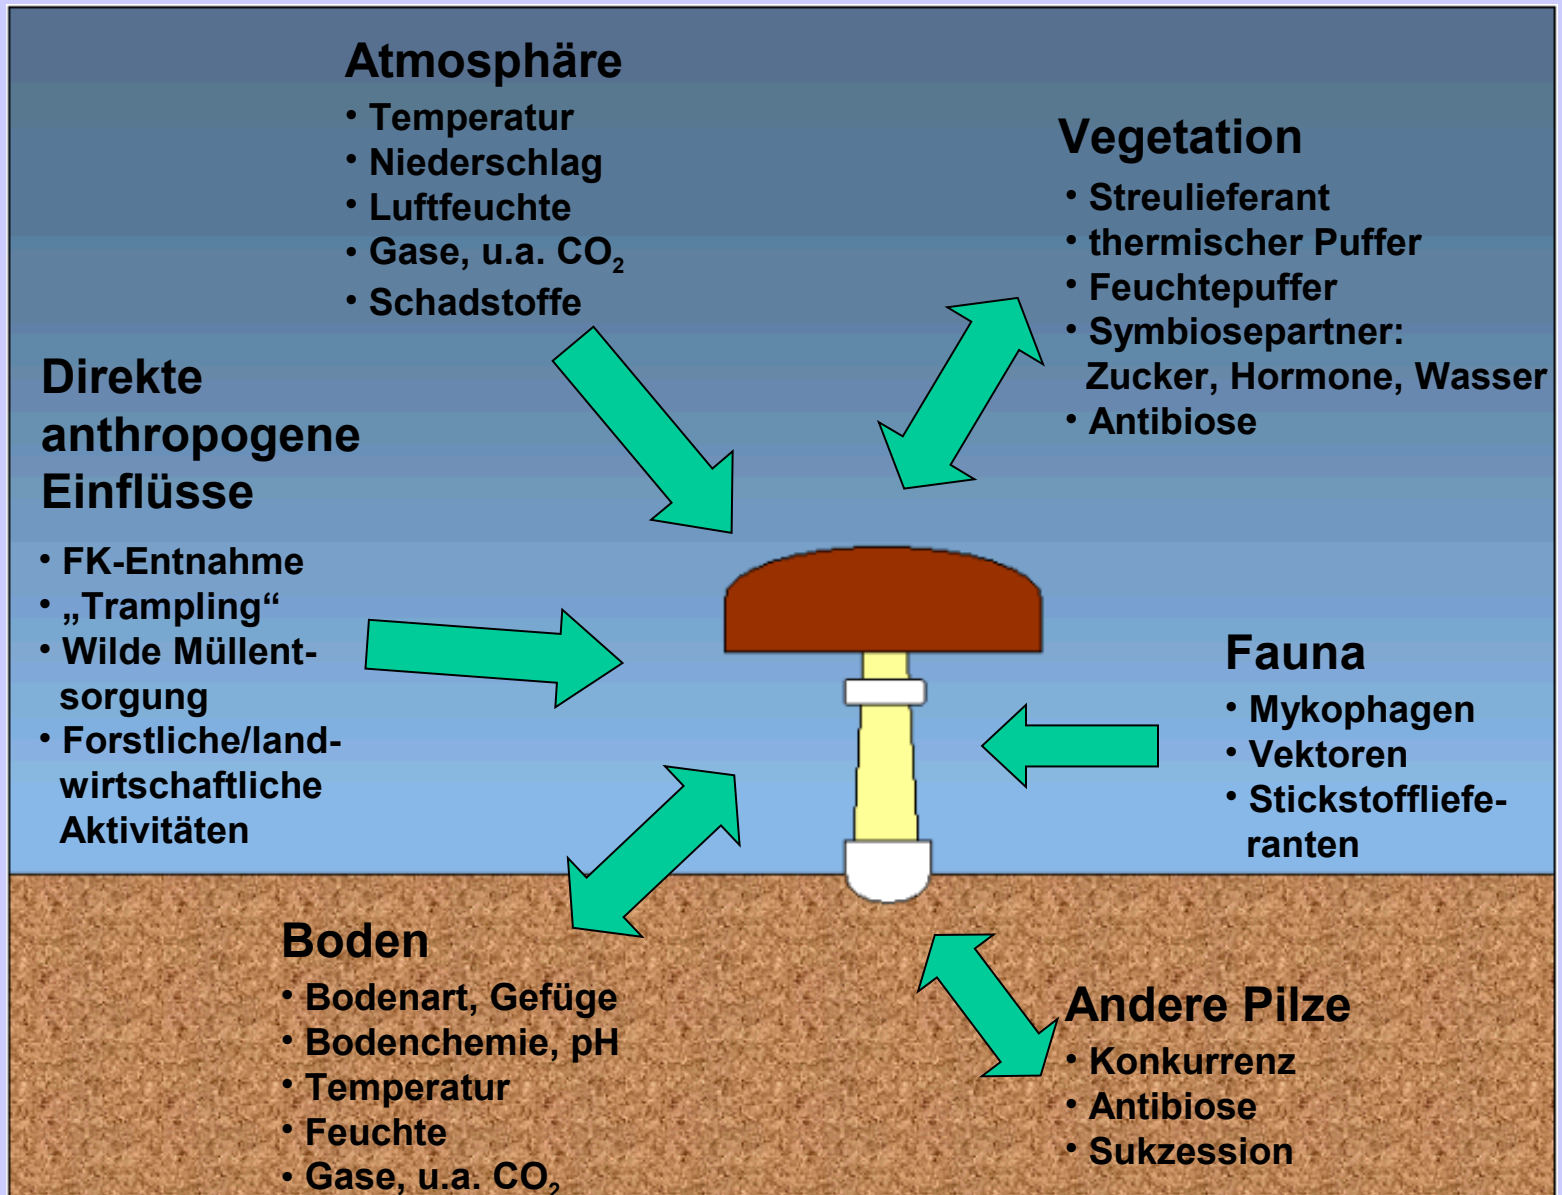 Atmosphäre
• Temperatur
• Niederschlag
• Luftfeuchte
• Gase, u.a. CO₂
• Schadstoffe
Vegetation
• Streulieferant
• thermischer Puffer
• Feuchtepuffer
• Symbiosepartner:
Zucker, Hormone, Wasser
• Antibiose
Direkte
anthropogene
Einflüsse
• FK-Entnahme
• „Trampling“
• Wilde Müllent-
sorgung
• Forstliche/land-
wirtschaftliche
Aktivitäten
Fauna
• Mykophagen
• Vektoren
• Stickstoffliefe-
ranten
Boden
• Bodenart, Gefüge
• Bodenchemie, pH
• Temperatur
• Feuchte
• Gase, u.a. CO₂
Andere Pilze
• Konkurrenz
• Antibiose
• Sukzession